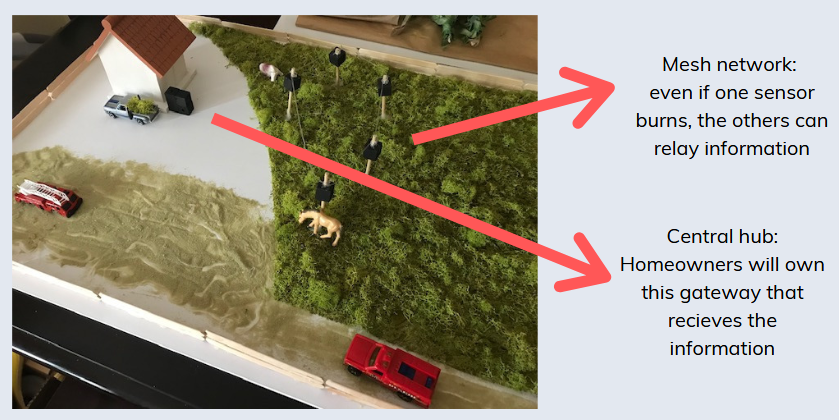 Mesh network:
even if one sensor
burns, the others can
relay information
Central hub:
Homeowners will own
this gateway that
recieves the
information